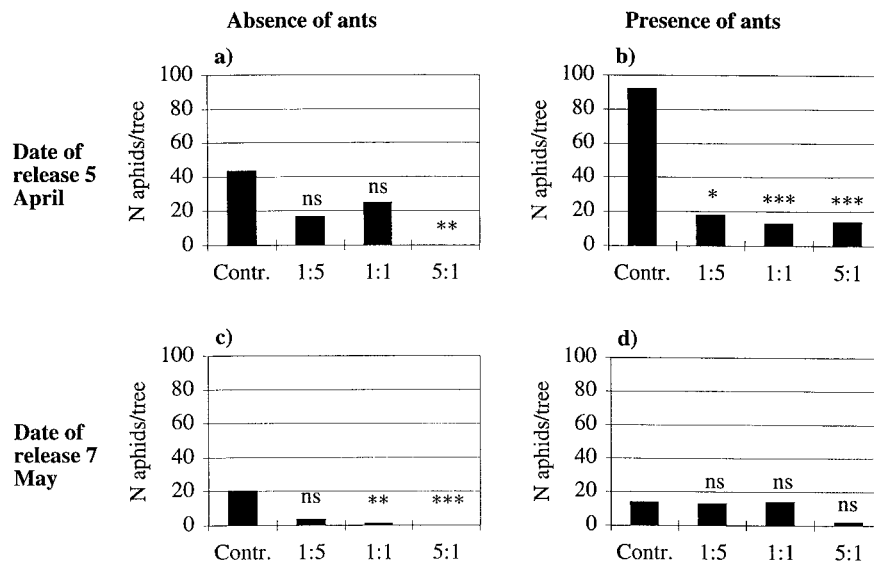 Absence of ants
Presence of ants
Date of
release 5
April
a)
N aphids/tree
100
80
60
40
20
0
ns
ns
**
Contr. 1:5 1:1 5:1
b)
N aphids/tree
100
80
60
40
20
0
*
***
***
Contr. 1:5 1:1 5:1
Date of
release 7
May
c)
N aphids/tree
100
80
60
40
20
0
ns
**
***
Contr. 1:5 1:1 5:1
d)
N aphids/tree
100
80
60
40
20
0
ns
ns
ns
Contr. 1:5 1:1 5:1